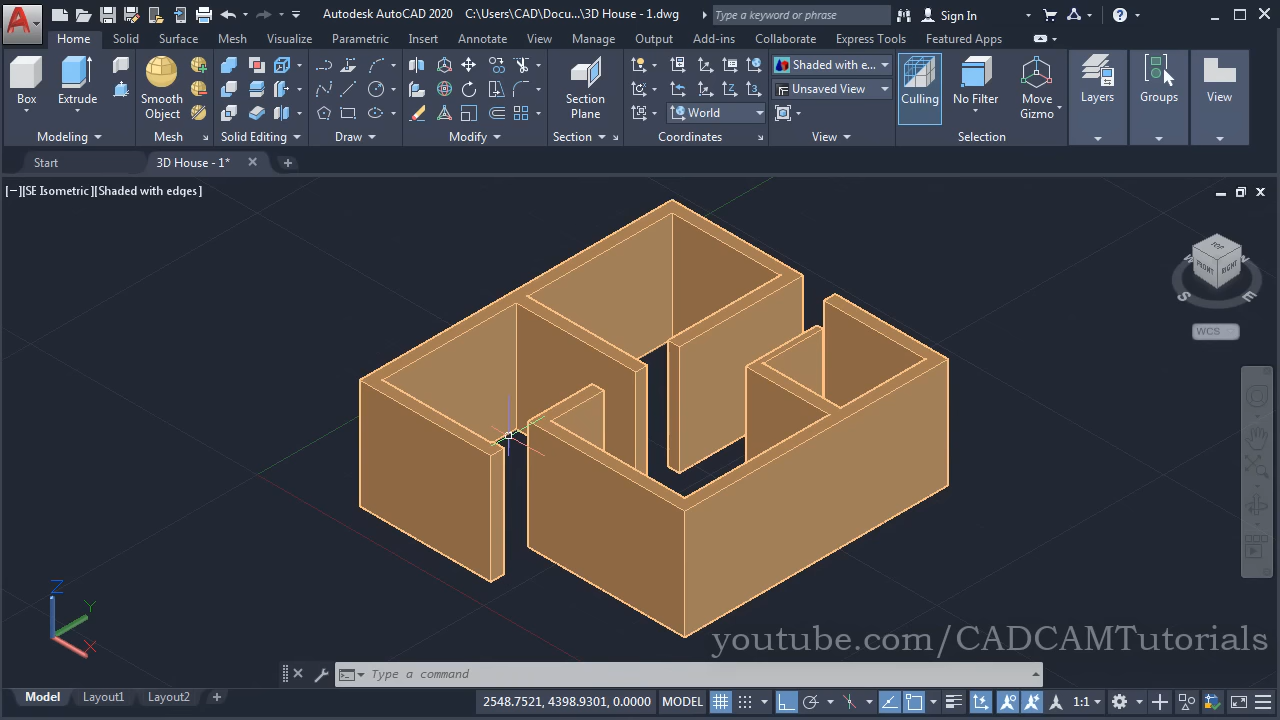 Autodesk AutoCAD 2020 C:\Users\CAD\Docu...\3D House - 1.dwg
Type a keyword or phrase
Sign In
Home Solid Surface Mesh Visualize Parametric Insert Annotate View Manage Output Add-ins Collaborate Express Tools Featured Apps
Box
Extrude
Smooth
Object
Section
Plane
World
Shaded with e...
Unsaved View
Culling
No Filter
Move
Gizmo
Layers
Groups
View
Modeling
Mesh
Solid Editing
Draw
Modify
Section
Coordinates
View
Selection
Start
3D House - 1*
[−][SE Isometric][Shaded with edges]
TOP
FRONT
RIGHT
W
N
S
E
WCS
Z
Y
X
youtube.com/CADCAMTutorials
Type a command
Model Layout1 Layout2
2548.7521, 4398.9301, 0.0000 MODEL
1:1